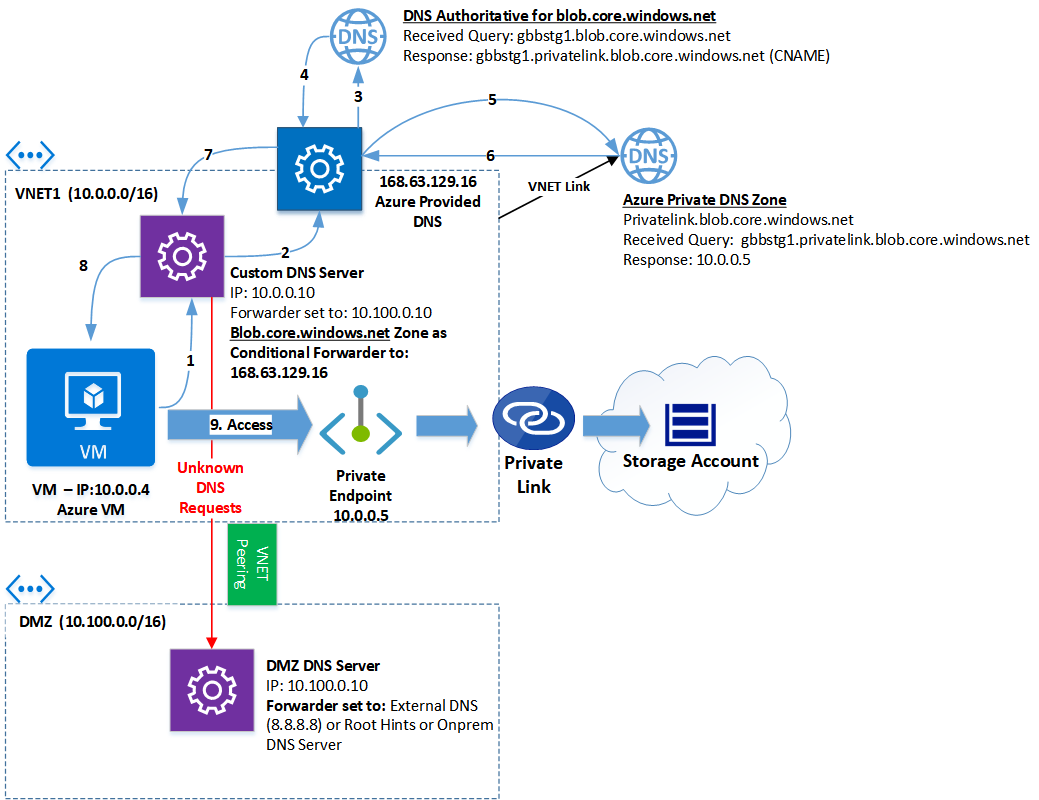 DNS
DNS Authoritative for blob.core.windows.net
Received Query: gbbstg1.blob.core.windows.net
Response: gbbstg1.privatelink.blob.core.windows.net (CNAME)
4
3
5
7
6
DNS
168.63.129.16
Azure Provided
DNS
VNET Link
VNET1 (10.0.0.0/16)
Azure Private DNS Zone
Privatelink.blob.core.windows.net
Received Query:  gbbstg1.privatelink.blob.core.windows.net
Response: 10.0.0.5
2
8
Custom DNS Server
IP: 10.0.0.10
Forwarder set to: 10.100.0.10
Blob.core.windows.net Zone as
Conditional Forwarder to:
168.63.129.16
1
VM
9. Access
VM – IP:10.0.0.4
Azure VM
Unknown
DNS
Requests
Private
Endpoint
10.0.0.5
Private
Link
Storage Account
VNET
Peering
DMZ (10.100.0.0/16)
DMZ DNS Server
IP: 10.100.0.10
Forwarder set to: External DNS
(8.8.8.8) or Root Hints or Onprem
DNS Server